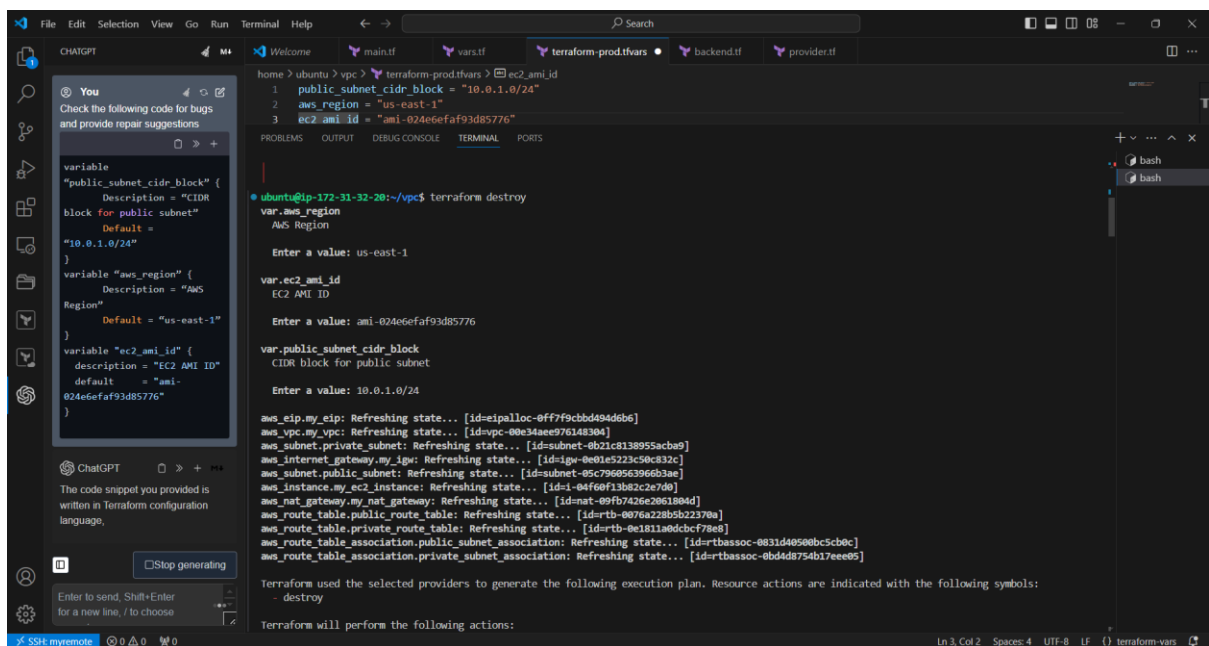 File Edit Selection View Go Run Terminal Help
Search
CHATGPT
M↓
Welcome
main.tf
vars.tf
terraform-prod.tfvars
backend.tf
provider.tf
home > ubuntu > vpc > terraform-prod.tfvars > ec2_ami_id
1 public_subnet_cidr_block = "10.0.1.0/24"
2 aws_region = "us-east-1"
3 ec2_ami_id = "ami-024e6efaf93d85776"
You
Check the following code for bugs
and provide repair suggestions
variable
“public_subnet_cidr_block” {
Description = “CIDR
block for public subnet”
Default =
“10.0.1.0/24”
}
variable “aws_region” {
Description = “AWS
Region”
Default = “us-east-1”
}
variable "ec2_ami_id" {
description = "EC2 AMI ID"
default = "ami-
024e6efaf93d85776"
}
ChatGPT
The code snippet you provided is
written in Terraform configuration
language,
Stop generating
Enter to send, Shift+Enter
for a new line, / to choose
PROBLEMS OUTPUT DEBUG CONSOLE TERMINAL PORTS
bash
bash
ubuntu@ip-172-31-32-20:~/vpc$ terraform destroy
var.aws_region
AWS Region
Enter a value: us-east-1
var.ec2_ami_id
EC2 AMI ID
Enter a value: ami-024e6efaf93d85776
var.public_subnet_cidr_block
CIDR block for public subnet
Enter a value: 10.0.1.0/24
aws_eip.my_eip: Refreshing state... [id=eipalloc-0ff7f9cbbd494d6b6]
aws_vpc.my_vpc: Refreshing state... [id=vpc-00e34aee976148304]
aws_subnet.private_subnet: Refreshing state... [id=subnet-0b21c8138955acba9]
aws_internet_gateway.my_igw: Refreshing state... [id=igw-0e01e5223c50c832c]
aws_subnet.public_subnet: Refreshing state... [id=subnet-05c7960563966b3ae]
aws_instance.my_ec2_instance: Refreshing state... [id=i-04f60f13b82c2e7d0]
aws_nat_gateway.my_nat_gateway: Refreshing state... [id=nat-09fb7426e2061804d]
aws_route_table.public_route_table: Refreshing state... [id=rtb-0076a228b5b22370a]
aws_route_table.private_route_table: Refreshing state... [id=rtb-0e1811a0dcbcf78e8]
aws_route_table_association.public_subnet_association: Refreshing state... [id=rtbassoc-0831d40500bc5cb0c]
aws_route_table_association.private_subnet_association: Refreshing state... [id=rtbassoc-0bd4d8754b17eee05]
Terraform used the selected providers to generate the following execution plan. Resource actions are indicated with the following symbols:
- destroy
Terraform will perform the following actions:
SSH: myremote 0 0 0
Ln 3, Col 2 Spaces: 4 UTF-8 LF {} terraform-vars